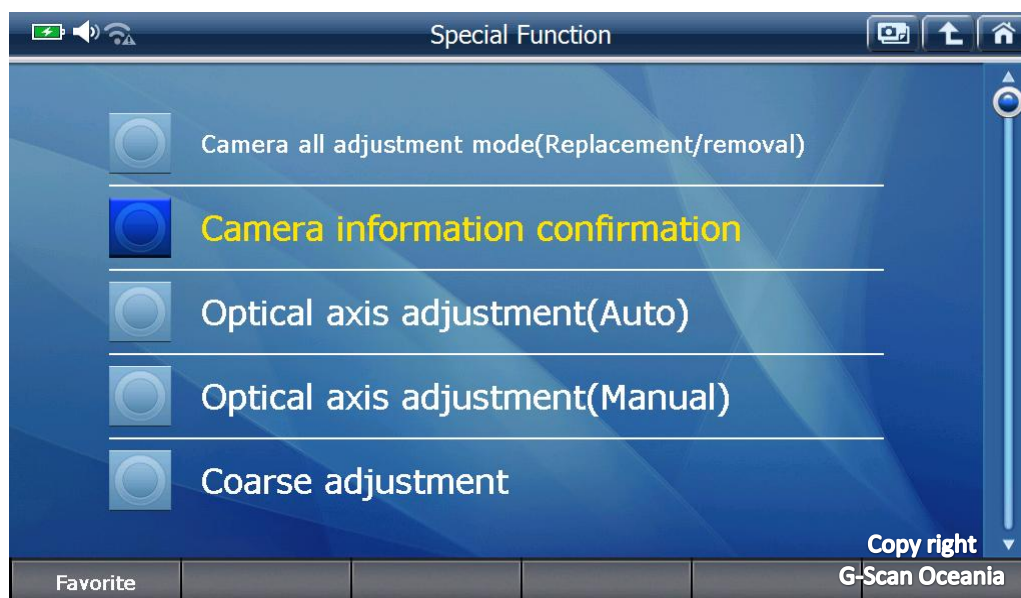 Special Function
Camera all adjustment mode(Replacement/removal)
Camera information confirmation
Optical axis adjustment(Auto)
Optical axis adjustment(Manual)
Coarse adjustment
Copy right
G-Scan Oceania
Favorite